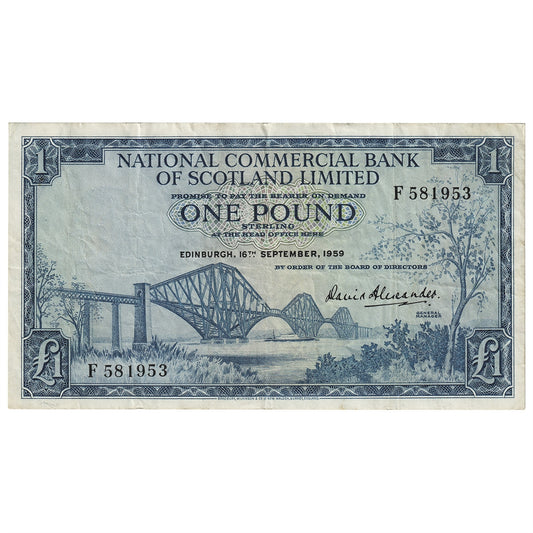 1 1
NATIONAL COMMERCIAL BANK
OF SCOTLAND LIMITED
PROMISE TO PAY THE BEARER ON DEMAND
F 581953
ONE POUND
STERLING
AT THE HEAD OFFICE HERE
EDINBURGH, 16TH SEPTEMBER, 1959
BY ORDER OF THE BOARD OF DIRECTORS
David Alexander.
GENERAL
MANAGER
F 581953
£1 £1